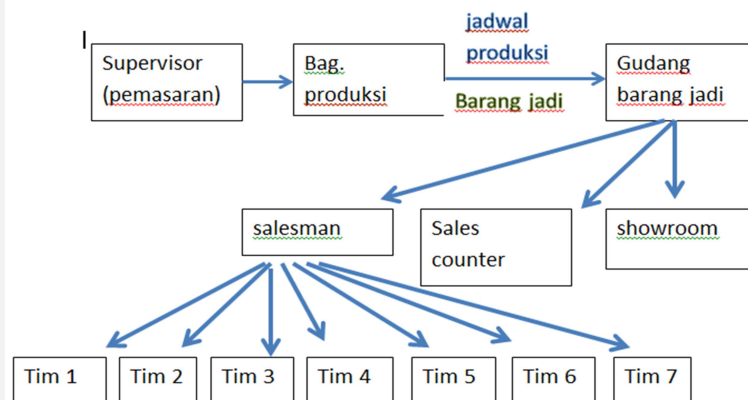 jadwal
produksi
Supervisor
(pemasaran)
Bag.
produksi
Barang jadi
Gudang
barang jadi
salesman
Sales
counter
showroom
Tim 1
Tim 2
Tim 3
Tim 4
Tim 5
Tim 6
Tim 7